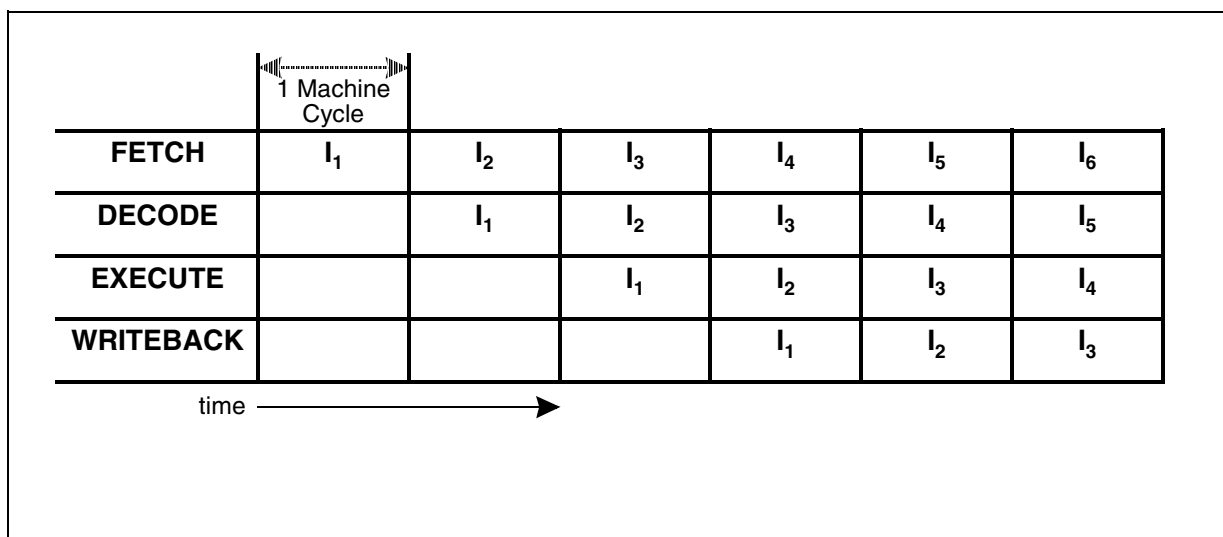 1 Machine
Cycle
FETCH I₁ I₂ I₃ I₄ I₅ I₆
DECODE I₁ I₂ I₃ I₄ I₅
EXECUTE I₁ I₂ I₃ I₄
WRITEBACK I₁ I₂ I₃
time